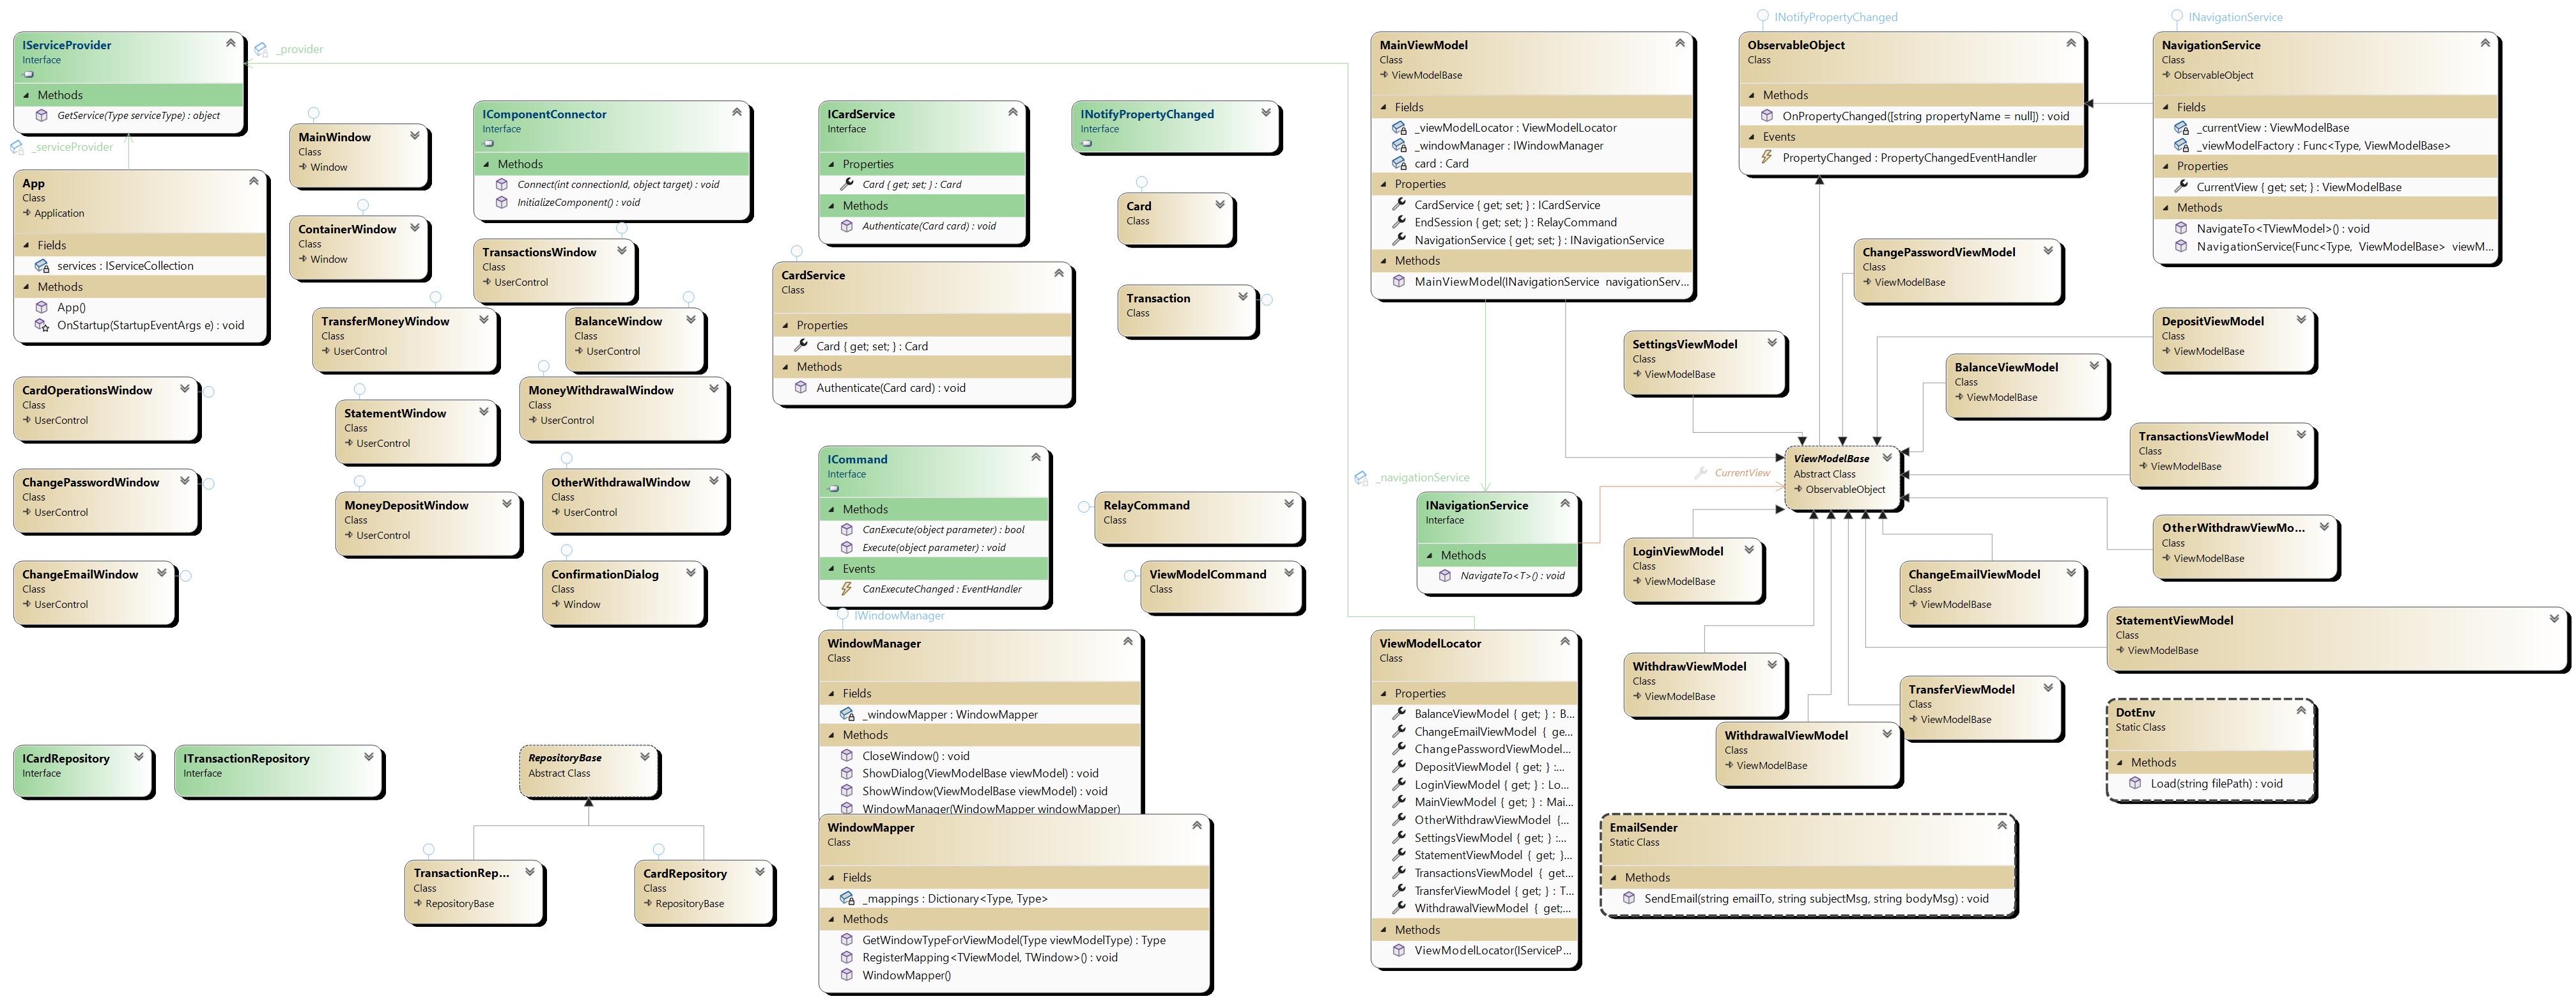 IServiceProvider
Interface
Methods
GetService(Type serviceType) : object
_provider
_serviceProvider
App
Class
Application
Fields
services : IServiceCollection
Methods
App()
OnStartup(StartupEventArgs e) : void
MainWindow
Class
Window
ContainerWindow
Class
Window
IComponentConnector
Interface
Methods
Connect(int connectionId, object target) : void
InitializeComponent() : void
TransactionsWindow
Class
UserControl
TransferMoneyWindow
Class
UserControl
BalanceWindow
Class
UserControl
CardOperationsWindow
Class
UserControl
StatementWindow
Class
UserControl
MoneyWithdrawalWindow
Class
UserControl
ChangePasswordWindow
Class
UserControl
MoneyDepositWindow
Class
UserControl
OtherWithdrawalWindow
Class
UserControl
ChangeEmailWindow
Class
UserControl
ConfirmationDialog
Class
Window
ICardRepository
Interface
ITransactionRepository
Interface
RepositoryBase
Abstract Class
TransactionRep...
Class
RepositoryBase
CardRepository
Class
RepositoryBase
ICardService
Interface
Properties
Card { get; set; } : Card
Methods
Authenticate(Card card) : void
CardService
Class
Properties
Card { get; set; } : Card
Methods
Authenticate(Card card) : void
INotifyPropertyChanged
Interface
Card
Class
Transaction
Class
ICommand
Interface
Methods
CanExecute(object parameter) : bool
Execute(object parameter) : void
Events
CanExecuteChanged : EventHandler
RelayCommand
Class
ViewModelCommand
Class
IWindowManager
WindowManager
Class
Fields
_windowMapper : WindowMapper
Methods
CloseWindow() : void
ShowDialog(ViewModelBase viewModel) : void
ShowWindow(ViewModelBase viewModel) : void
WindowManager(WindowMapper windowMapper)
WindowMapper
Class
Fields
_mappings : Dictionary<Type, Type>
Methods
GetWindowTypeForViewModel(Type viewModelType) : Type
RegisterMapping<TViewModel, TWindow>() : void
WindowMapper()
MainViewModel
Class
ViewModelBase
Fields
_viewModelLocator : ViewModelLocator
_windowManager : IWindowManager
card : Card
Properties
CardService { get; set; } : ICardService
EndSession { get; set; } : RelayCommand
NavigationService { get; set; } : INavigationService
Methods
MainViewModel(INavigationService navigationServ...
_navigationService
INavigationService
Interface
Methods
NavigateTo<T>() : void
CurrentView
ViewModelLocator
Class
Properties
BalanceViewModel { get; } : B...
ChangeEmailViewModel { ge...
ChangePasswordViewModel...
DepositViewModel { get; } :...
LoginViewModel { get; } : Lo...
MainViewModel { get; } : Mai...
OtherWithdrawViewModel {...
SettingsViewModel { get; } :...
StatementViewModel { get; }...
TransactionsViewModel { get...
TransferViewModel { get; } : T...
WithdrawalViewModel { get;...
Methods
ViewModelLocator(IServiceP...
INotifyPropertyChanged
ObservableObject
Class
Methods
OnPropertyChanged([string propertyName = null]) : void
Events
PropertyChanged : PropertyChangedEventHandler
INavigationService
NavigationService
Class
ObservableObject
Fields
_currentView : ViewModelBase
_viewModelFactory : Func<Type, ViewModelBase>
Properties
CurrentView { get; set; } : ViewModelBase
Methods
NavigateTo<TViewModel>() : void
NavigationService(Func<Type, ViewModelBase> viewM...
ChangePasswordViewModel
Class
ViewModelBase
DepositViewModel
Class
ViewModelBase
SettingsViewModel
Class
ViewModelBase
BalanceViewModel
Class
ViewModelBase
ViewModelBase
Abstract Class
ObservableObject
TransactionsViewModel
Class
ViewModelBase
OtherWithdrawViewMo...
Class
ViewModelBase
LoginViewModel
Class
ViewModelBase
ChangeEmailViewModel
Class
ViewModelBase
StatementViewModel
Class
ViewModelBase
WithdrawViewModel
Class
ViewModelBase
TransferViewModel
Class
ViewModelBase
WithdrawalViewModel
Class
ViewModelBase
DotEnv
Static Class
Methods
Load(string filePath) : void
EmailSender
Static Class
Methods
SendEmail(string emailTo, string subjectMsg, string bodyMsg) : void